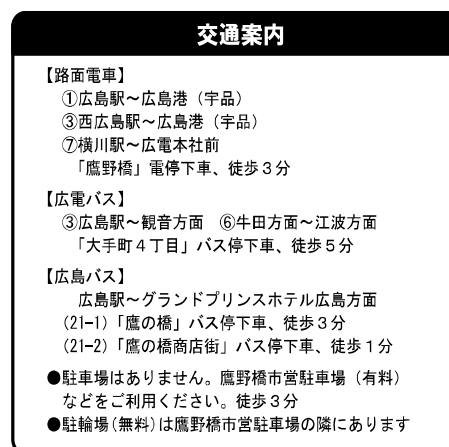 交通案内
【路面電車】
①広島駅〜広島港（宇品）
③西広島駅〜広島港（宇品）
⑦横川駅〜広電本社前
「鷹野橋」電停下車、徒歩３分
【広電バス】
③広島駅〜観音方面　⑥牛田方面〜江波方面
「大手町４丁目」バス停下車、徒歩５分
【広島バス】
広島駅〜グランドプリンスホテル広島方面
(21-1)「鷹の橋」バス停下車、徒歩３分
(21-2)「鷹の橋商店街」バス停下車、徒歩１分
●駐車場はありません。鷹野橋市営駐車場（有料）
などをご利用ください。徒歩３分
●駐輪場(無料)は鷹野橋市営駐車場の隣にあります